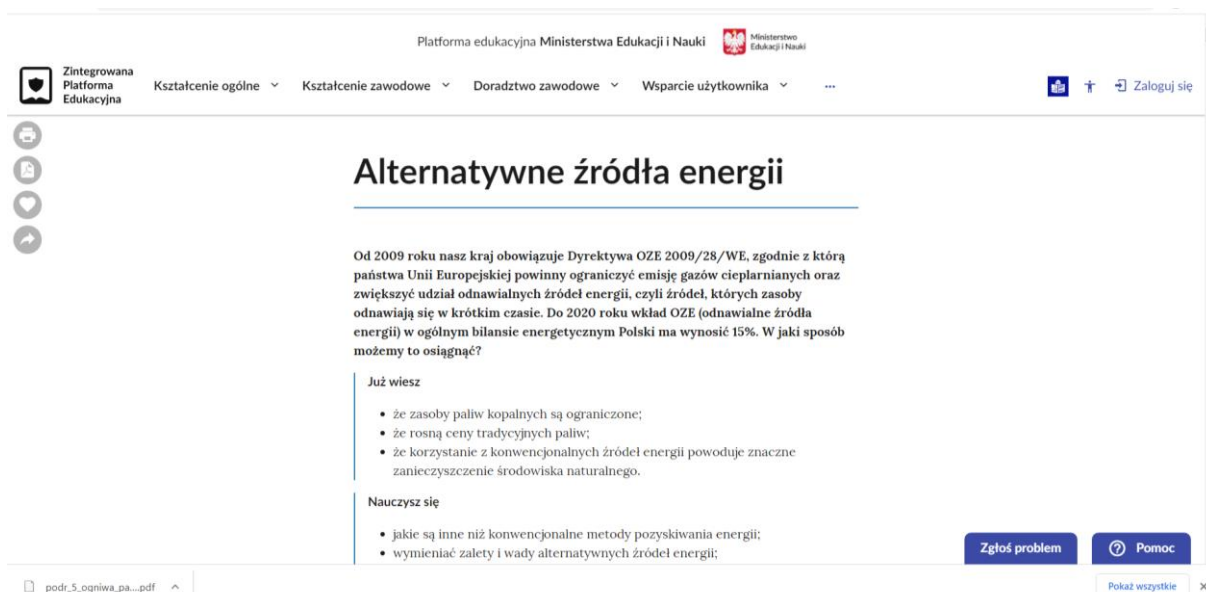 Platforma edukacyjna Ministerstwa Edukacji i Nauki
Ministerstwo
Edukacji i Nauki
Zintegrowana
Platforma
Edukacyjna
Kształcenie ogólne
Kształcenie zawodowe
Doradztwo zawodowe
Wsparcie użytkownika
...
Zaloguj się
Alternatywne źródła energii
Od 2009 roku nasz kraj obowiązuje Dyrektywa OZE 2009/28/WE, zgodnie z którą
państwa Unii Europejskiej powinny ograniczyć emisję gazów cieplarnianych oraz
zwiększyć udział odnawialnych źródeł energii, czyli źródeł, których zasoby
odnawiają się w krótkim czasie. Do 2020 roku wkład OZE (odnawialne źródła
energii) w ogólnym bilansie energetycznym Polski ma wynosić 15%. W jaki sposób
możemy to osiągnąć?
Już wiesz
• że zasoby paliw kopalnych są ograniczone;
• że rosną ceny tradycyjnych paliw;
• że korzystanie z konwencjonalnych źródeł energii powoduje znaczne
zanieczyszczenie środowiska naturalnego.
Nauczysz się
• jakie są inne niż konwencjonalne metody pozyskiwania energii;
• wymieniać zalety i wady alternatywnych źródeł energii;
Zgłoś problem
Pomoc
podr_5_ogniwa_pa....pdf
Pokaż wszystkie